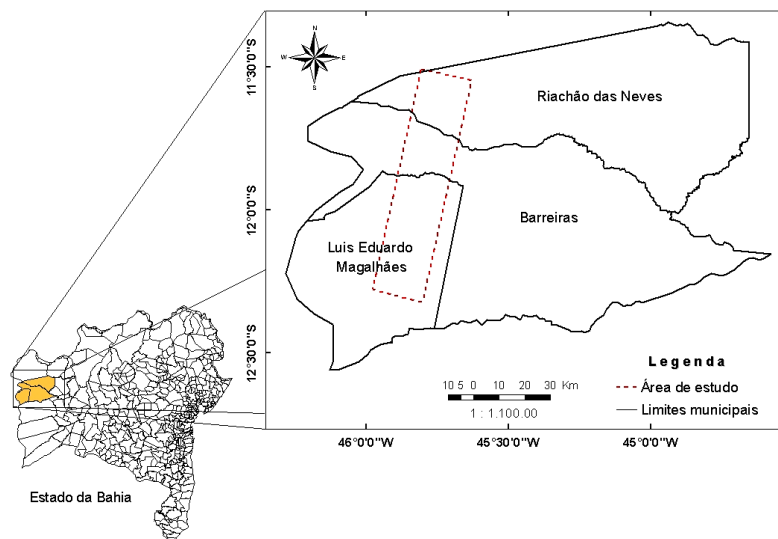 N
W E
S
11°30'0"S
12°0'0"S
12°30'0"S
Riachão das Neves
Barreiras
Luis Eduardo
Magalhães
Legenda
Área de estudo
Limites municipais
10 5 0 10 20 30 Km
1 : 1.100.00
46°0'0"W 45°30'0"W 45°0'0"W
Estado da Bahia